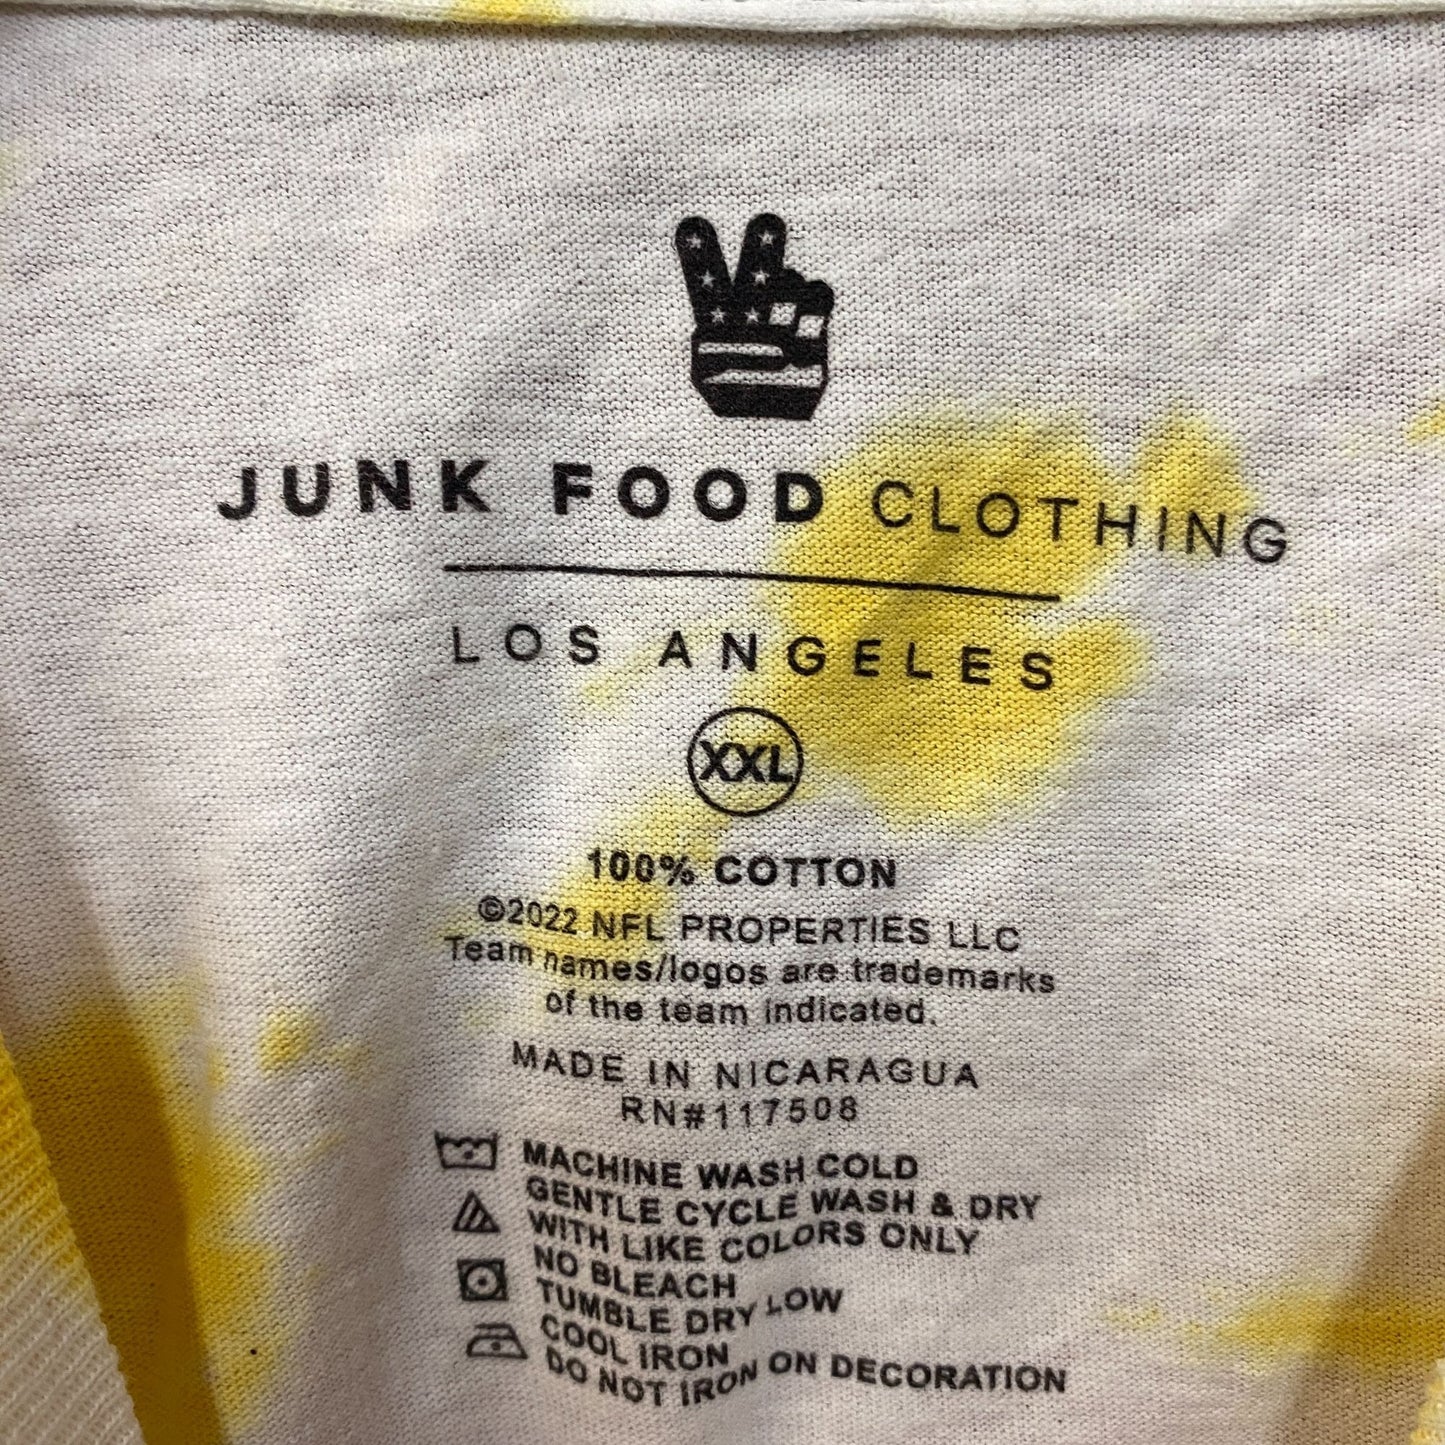 JUNK FOOD CLOTHING
LOS ANGELES
XXL
100% COTTON
©2022 NFL PROPERTIES LLC
Team names/logos are trademarks
of the team indicated.
MADE IN NICARAGUA
RN#117508
MACHINE WASH COLD
GENTLE CYCLE WASH & DRY
WITH LIKE COLORS ONLY
NO BLEACH
TUMBLE DRY LOW
COOL IRON
DO NOT IRON ON DECORATION